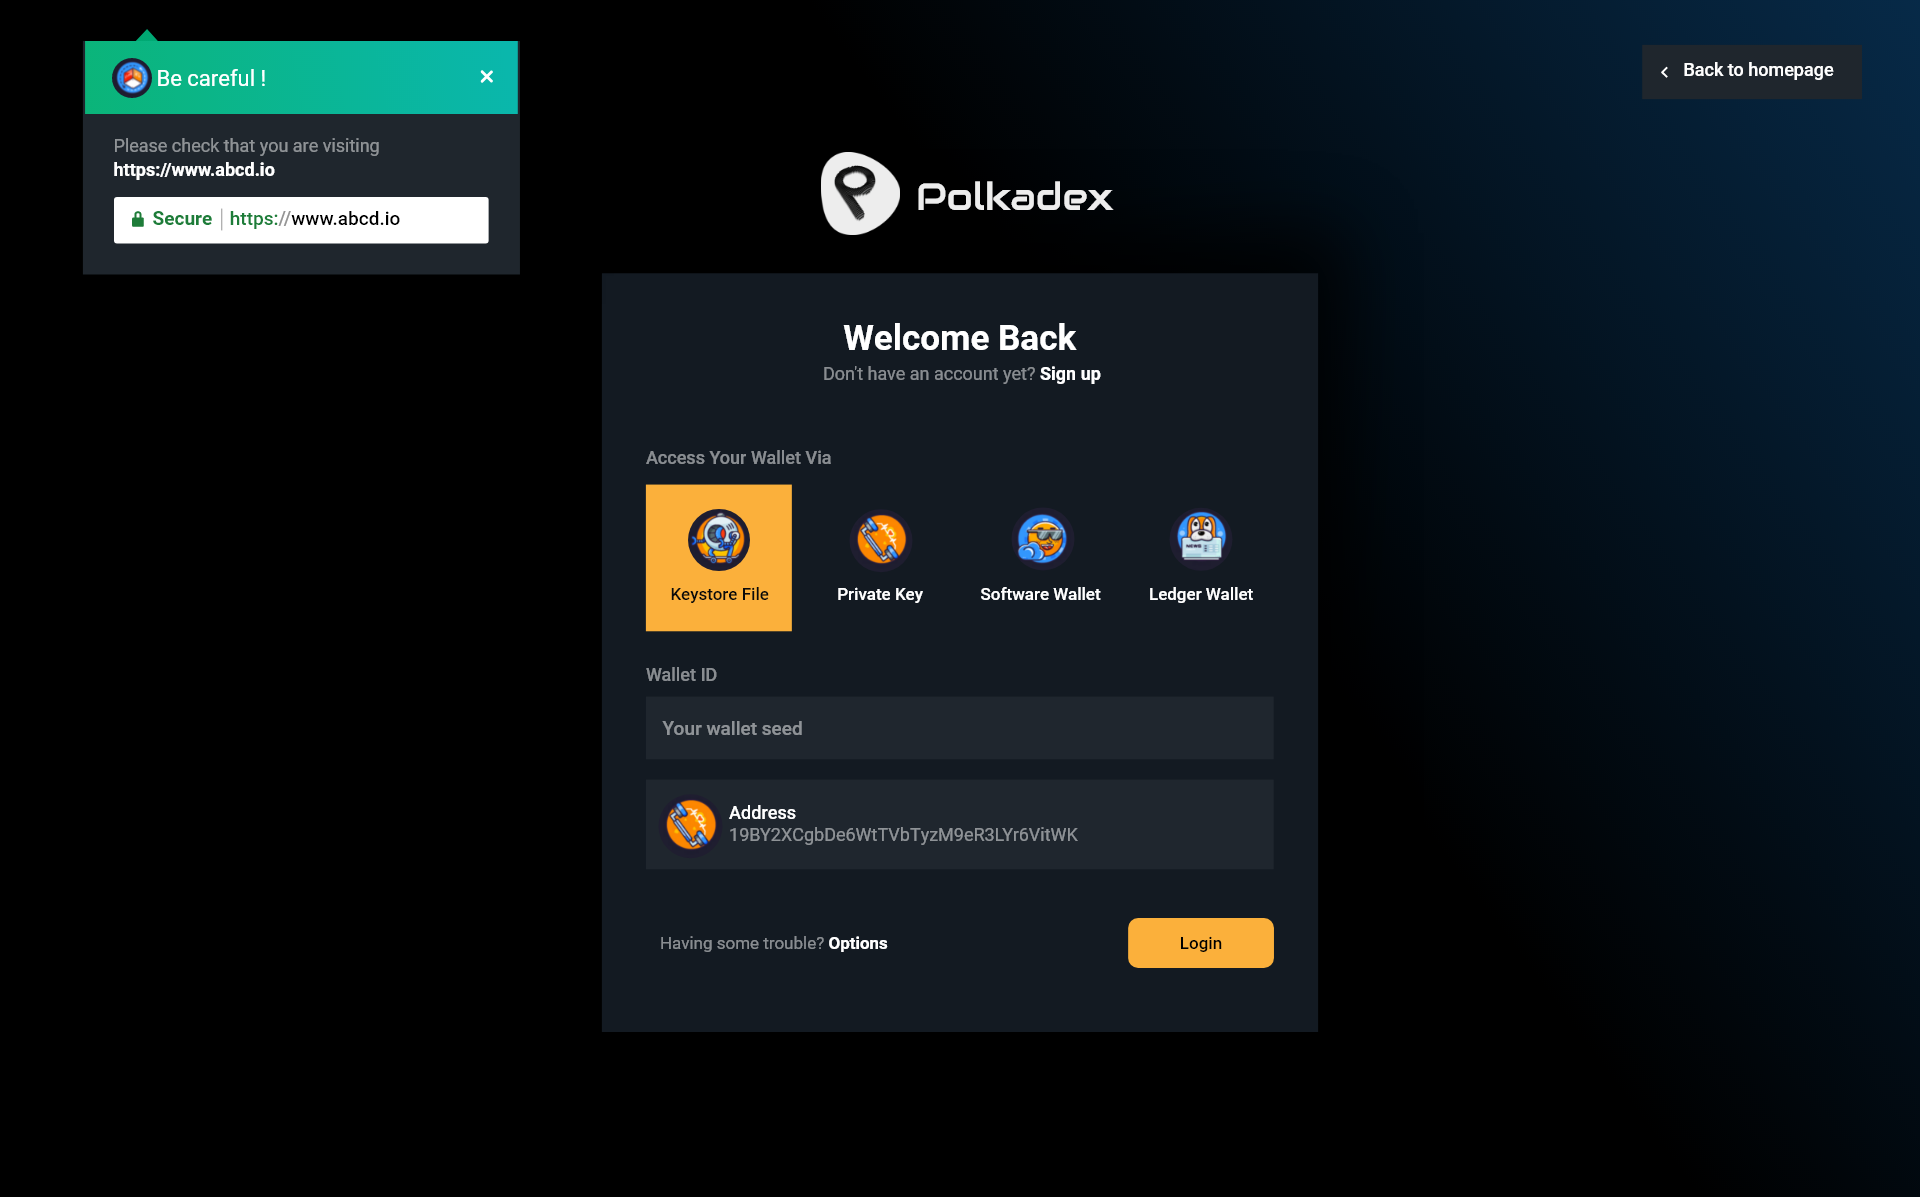 Be careful !
Please check that you are visiting
https://www.abcd.io
Secure https://www.abcd.io
Back to homepage
Polkadex
Welcome Back
Don't have an account yet? Sign up
Access Your Wallet Via
Keystore File
Private Key
Software Wallet
NEWS
Ledger Wallet
Wallet ID
Your wallet seed
Address
19BY2XCgbDe6WtTVbTyzM9eR3LYr6VitWK
Having some trouble? Options
Login